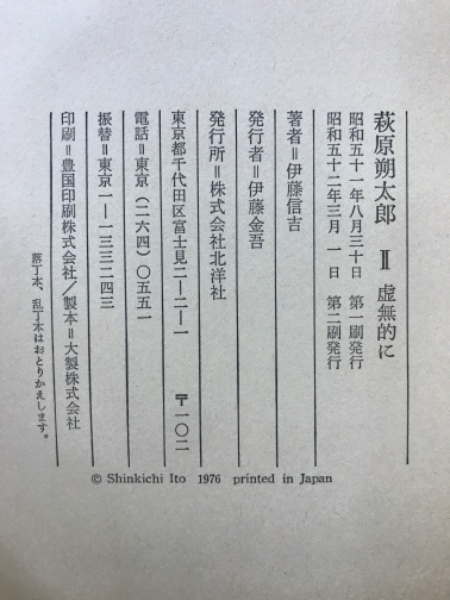 萩原朔太郎 Ⅱ 虚無的に
昭和五十一年八月三十日 第一刷発行
昭和五十二年三月 一 日 第二刷発行
著者＝伊藤信吉
発行者＝伊藤金吾
発行所＝株式会社北洋社
東京都千代田区富士見二—二—一 〒一〇二
電話＝東京（二六四）〇五五一
振替＝東京一—一三三二四三
印刷＝豊国印刷株式会社/製本＝大製株式会社
落丁本、乱丁本はおとりかえします。
© Shinkichi Ito 1976 printed in Japan